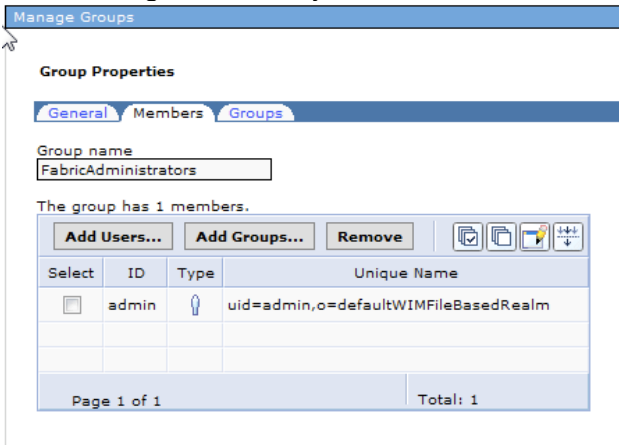 Manage Groups
Group Properties
General Members Groups
Group name
FabricAdministrators
The group has 1 members.
Add Users... Add Groups... Remove
Select ID Type Unique Name
admin uid=admin,o=defaultWIMFileBasedRealm
Page 1 of 1 Total: 1